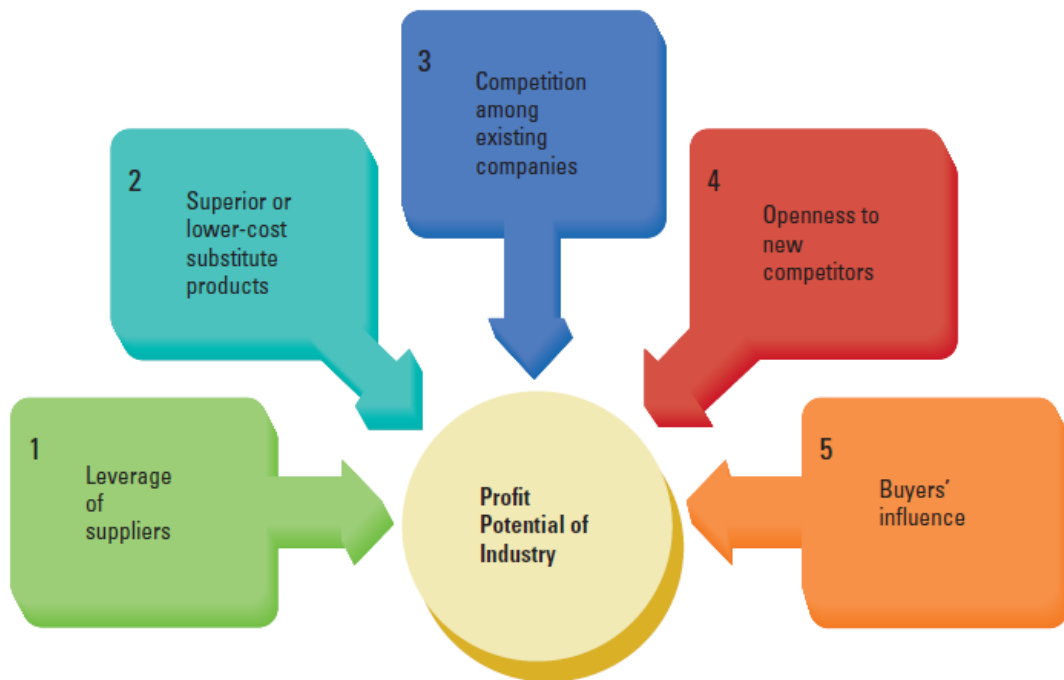 1
Leverage
of
suppliers
2
Superior or
lower-cost
substitute
products
3
Competition
among
existing
companies
4
Openness to
new
competitors
5
Buyers’
influence
Profit
Potential of
Industry